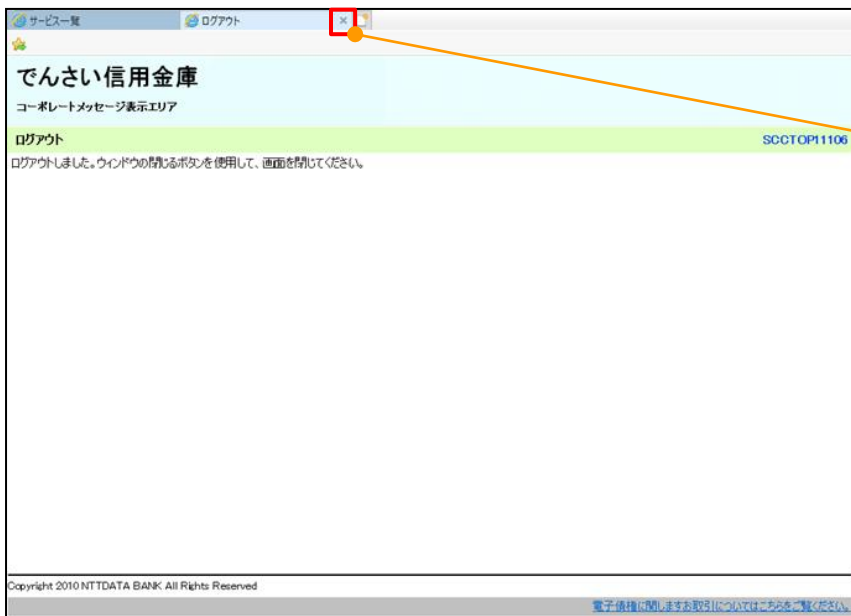 サービス一覧 ログアウト ×
でんさい信用金庫
コーポレートメッセージ表示エリア
ログアウト SCCTOP11106
ログアウトしました。ウィンドウの閉じるボタンを使用して、画面を閉じてください。
Copyright 2010 NTTDATA BANK All Rights Reserved
電子債権に関しますお取引についてはこちらをご覧ください。